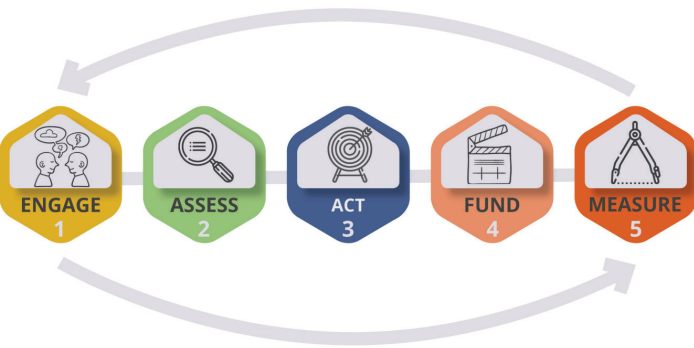 ENGAGE
1
ASSESS
2
ACT
3
FUND
4
MEASURE
5